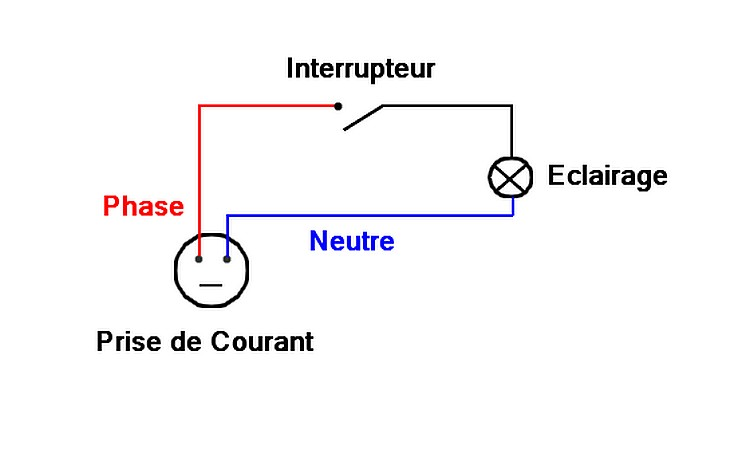 Interrupteur
Eclairage
Phase
Neutre
Prise de Courant